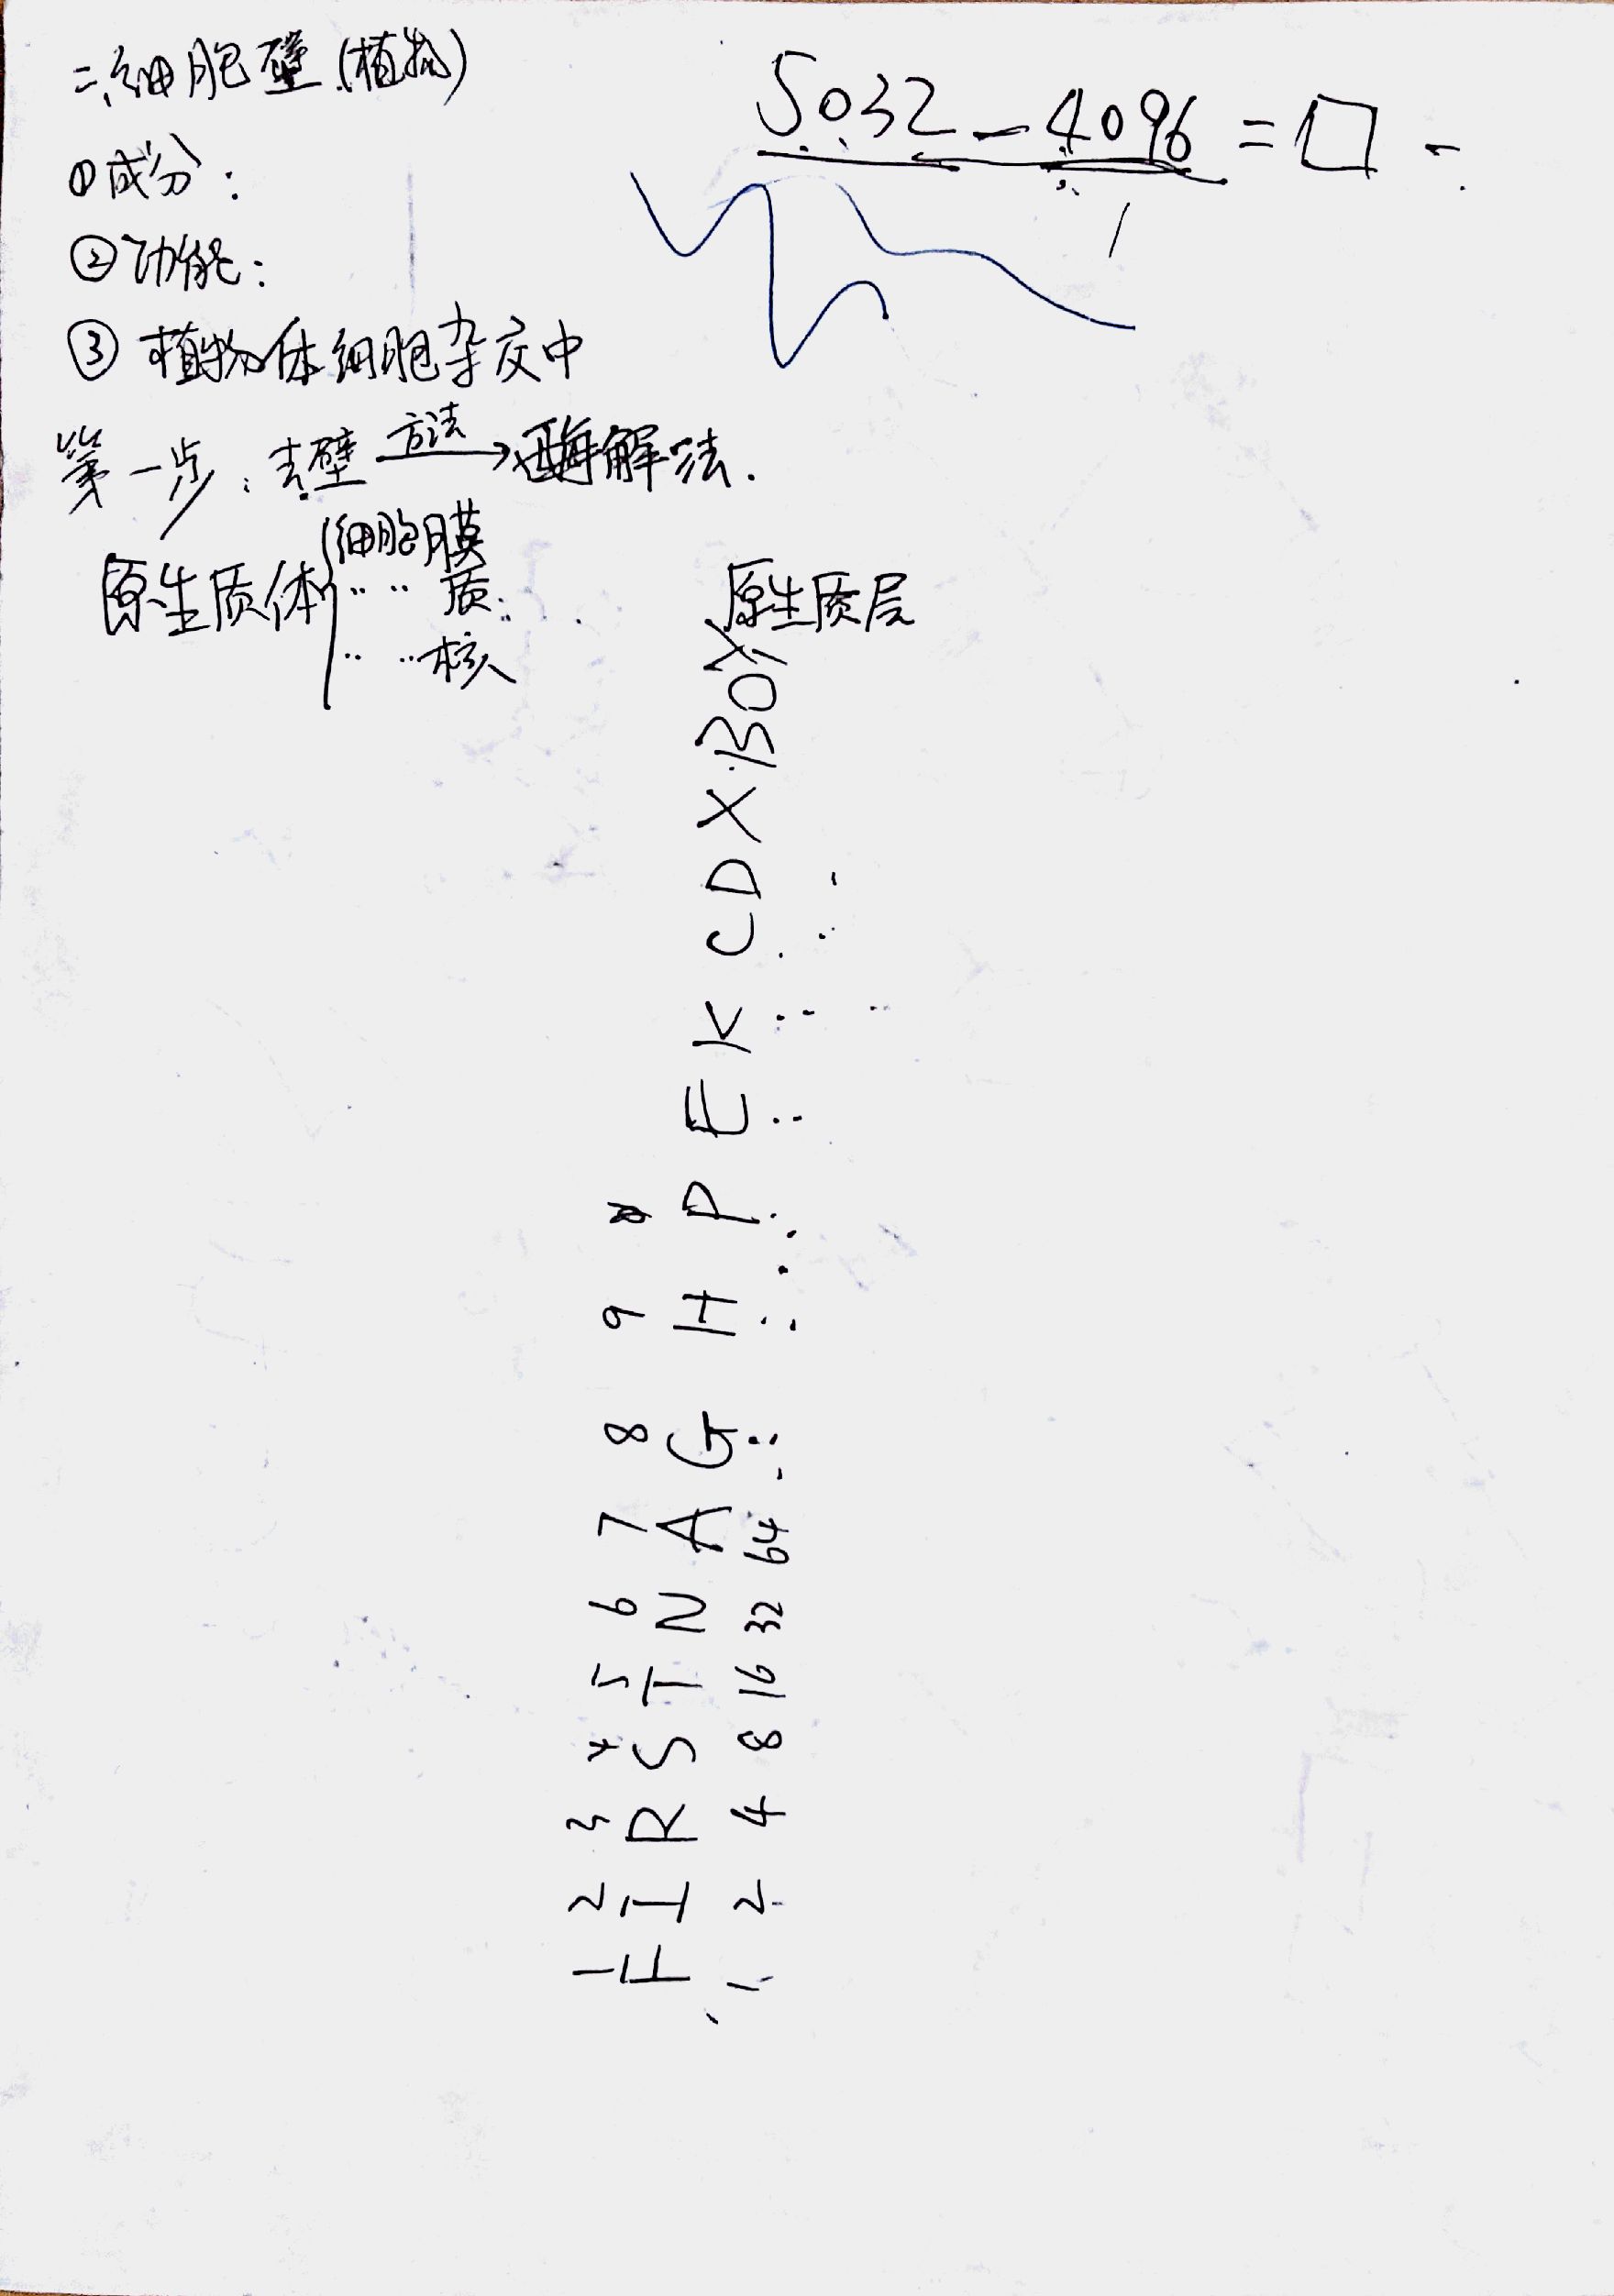 二、细胞壁(植物)
①成分:
②功能:
③ 植物体细胞杂交中
第一步:去壁 方法→ 酶解法.
原生质体{细胞膜
‥ ‥ 质
‥ ‥ 核
原生质层
5032-4096=□
1 2 3 4 5 6 7 8 9
F I R S T N A G H P E K C D X B O Y
1 2 4 8 16 32 64